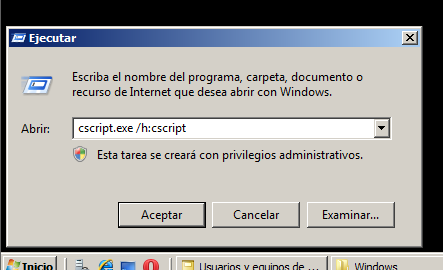 Ejecutar
Escriba el nombre del programa, carpeta, documento o
recurso de Internet que desea abrir con Windows.
Abrir:
cscript.exe /h:cscript
Esta tarea se creará con privilegios administrativos.
Aceptar
Cancelar
Examinar...
Inicio
Usuarios y equipos de ...
Windows